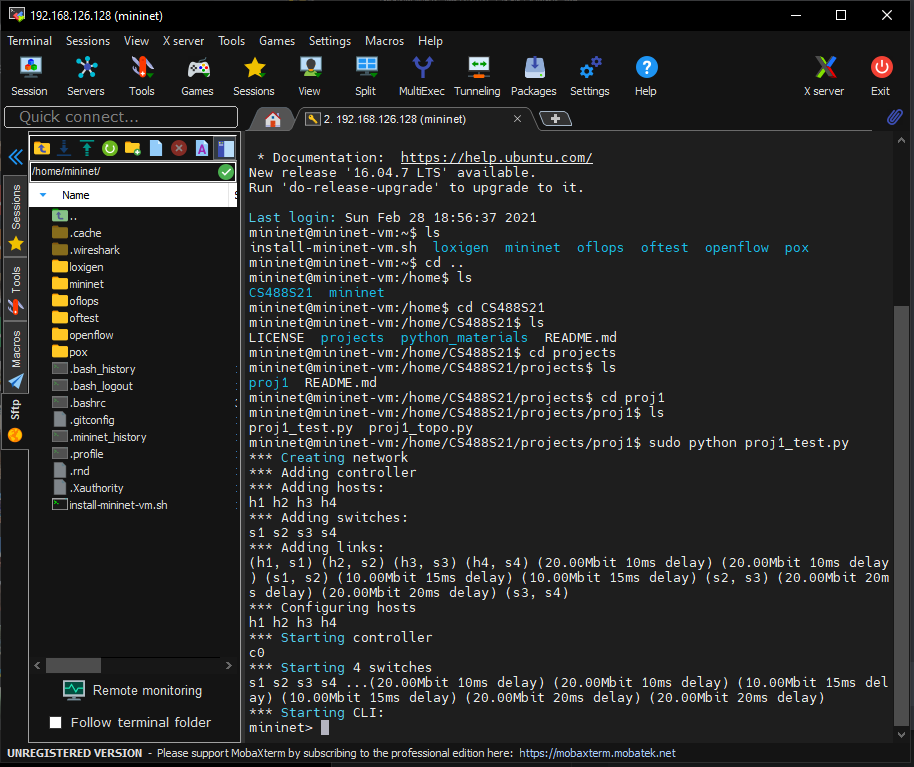 192.168.126.128 (mininet)
Terminal Sessions View X server Tools Games Settings Macros Help
Session Servers Tools Games Sessions View Split MultiExec Tunneling Packages Settings Help X server Exit
Quick connect...
2. 192.168.126.128 (mininet)
/home/mininet/
Name
..
.cache
.wireshark
loxigen
mininet
oflops
oftest
openflow
pox
.bash_history
.bash_logout
.bashrc
.gitconfig
.mininet_history
.profile
.rnd
.Xauthority
install-mininet-vm.sh
Sessions
Tools
Macros
Sftp
Remote monitoring
Follow terminal folder
* Documentation: https://help.ubuntu.com/
New release '16.04.7 LTS' available.
Run 'do-release-upgrade' to upgrade to it.
Last login: Sun Feb 28 18:56:37 2021
mininet@mininet-vm:~$ ls
install-mininet-vm.sh loxigen mininet oflops oftest openflow pox
mininet@mininet-vm:~$ cd ..
mininet@mininet-vm:/home$ ls
CS488S21 mininet
mininet@mininet-vm:/home$ cd CS488S21
mininet@mininet-vm:/home/CS488S21$ ls
LICENSE projects python_materials README.md
mininet@mininet-vm:/home/CS488S21$ cd projects
mininet@mininet-vm:/home/CS488S21/projects$ ls
proj1 README.md
mininet@mininet-vm:/home/CS488S21/projects$ cd proj1
mininet@mininet-vm:/home/CS488S21/projects/proj1$ ls
proj1_test.py proj1_topo.py
mininet@mininet-vm:/home/CS488S21/projects/proj1$ sudo python proj1_test.py
*** Creating network
*** Adding controller
*** Adding hosts:
h1 h2 h3 h4
*** Adding switches:
s1 s2 s3 s4
*** Adding links:
(h1, s1) (h2, s2) (h3, s3) (h4, s4) (20.00Mbit 10ms delay) (20.00Mbit 10ms delay
) (s1, s2) (10.00Mbit 15ms delay) (10.00Mbit 15ms delay) (s2, s3) (20.00Mbit 20m
s delay) (20.00Mbit 20ms delay) (s3, s4)
*** Configuring hosts
h1 h2 h3 h4
*** Starting controller
c0
*** Starting 4 switches
s1 s2 s3 s4 ...(20.00Mbit 10ms delay) (20.00Mbit 10ms delay) (10.00Mbit 15ms del
ay) (10.00Mbit 15ms delay) (20.00Mbit 20ms delay) (20.00Mbit 20ms delay)
*** Starting CLI:
mininet>
UNREGISTERED VERSION - Please support MobaXterm by subscribing to the professional edition here: https://mobaxterm.mobatek.net